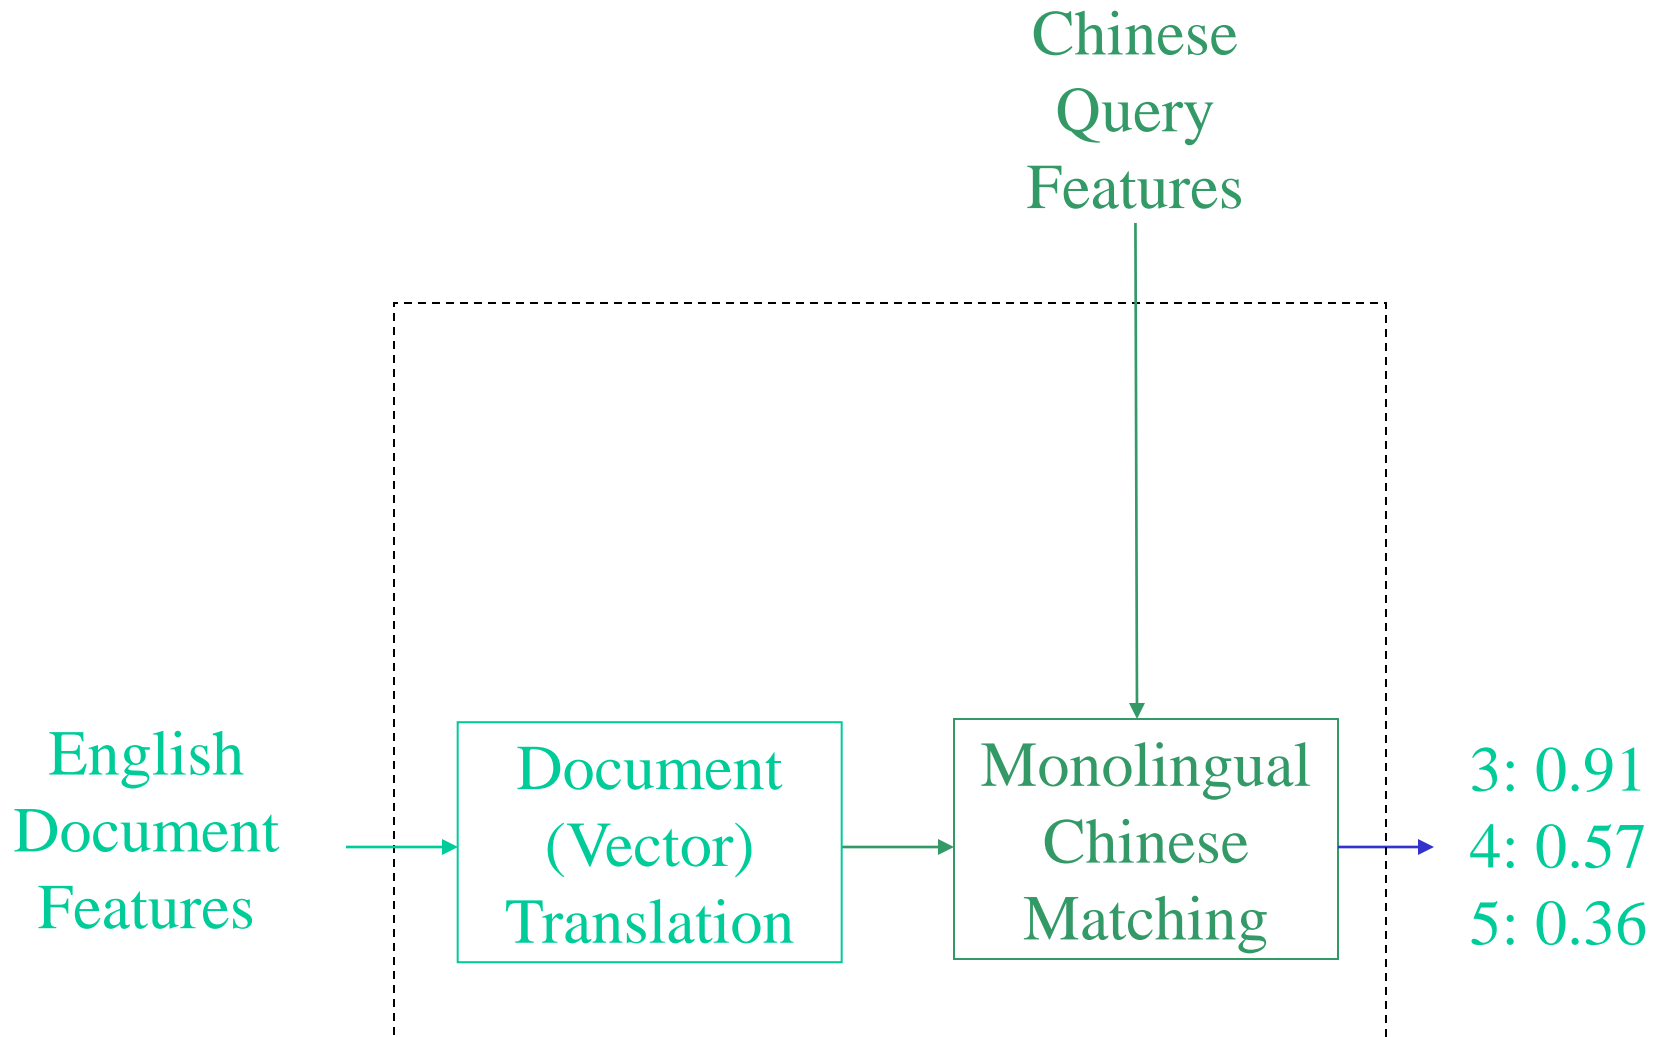 Chinese
Query
Features
English
Document
Features
Document
(Vector)
Translation
Monolingual
Chinese
Matching
3: 0.91
4: 0.57
5: 0.36